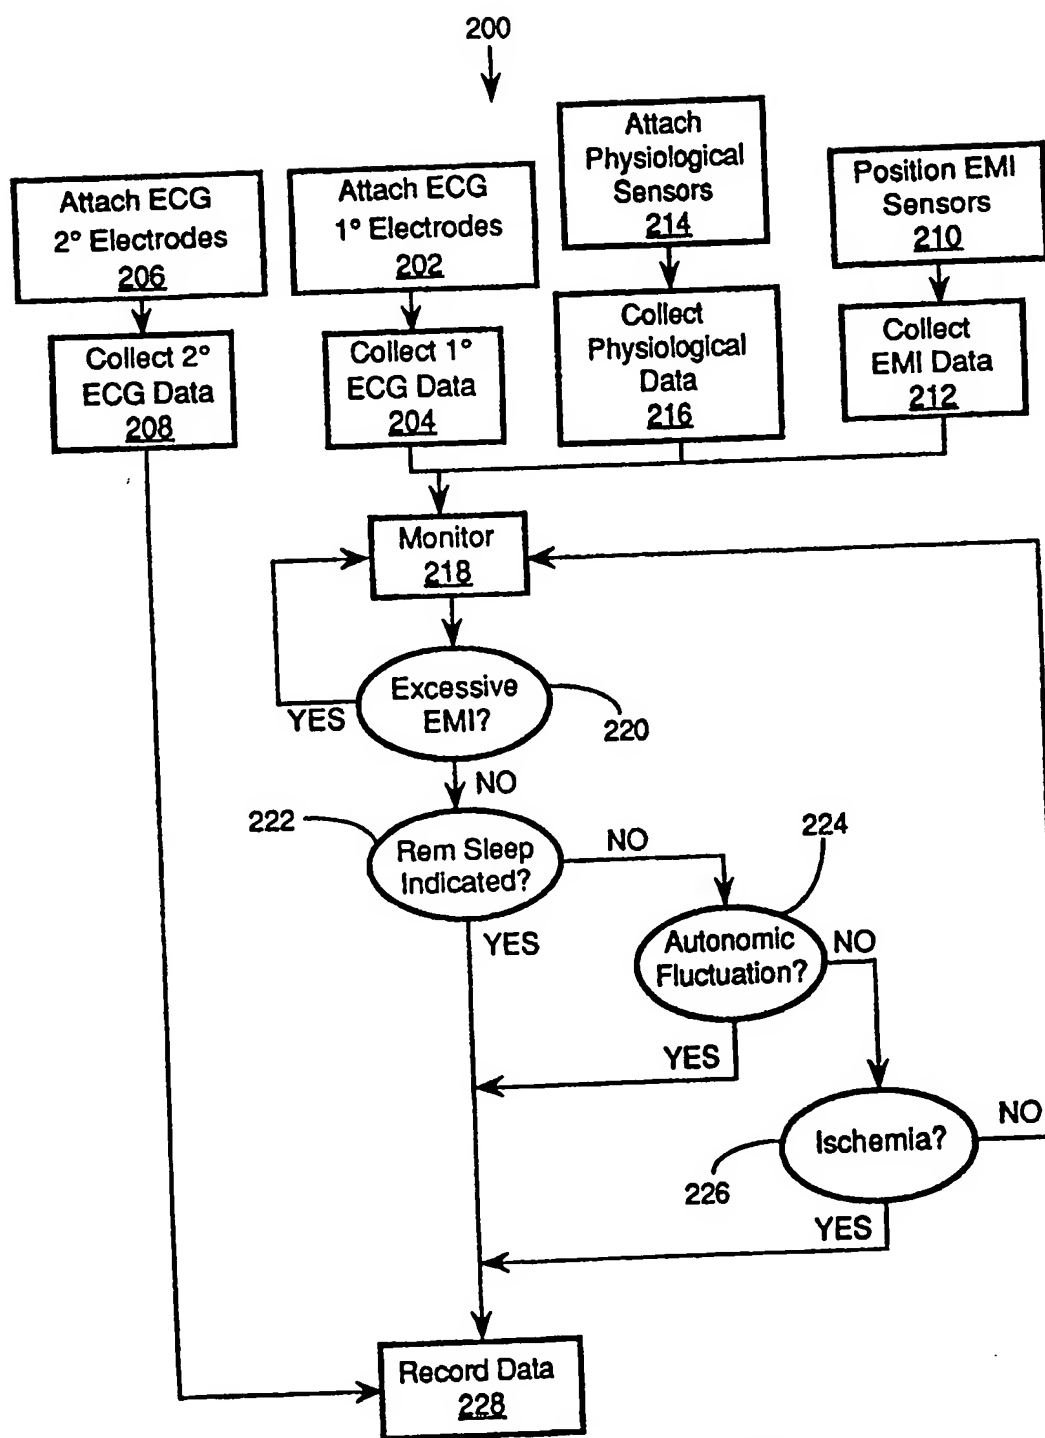 200
Attach ECG
2° Electrodes
206
Attach ECG
1° Electrodes
202
Attach
Physiological
Sensors
214
Position EMI
Sensors
210
Collect 2°
ECG Data
208
Collect 1°
ECG Data
204
Collect
Physiological
Data
216
Collect
EMI Data
212
Monitor
218
Excessive
EMI?
YES
220
NO
222
Rem Sleep
Indicated?
NO
224
YES
Autonomic
Fluctuation?
NO
YES
Ischemia?
NO
226
YES
Record Data
228